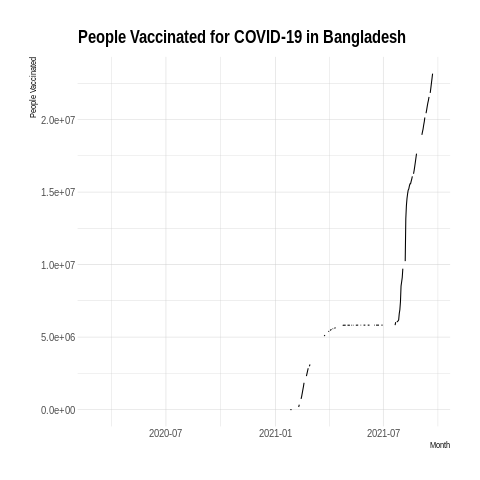 People Vaccinated for COVID-19 in Bangladesh
People Vaccinated
2.0e+07
1.5e+07
1.0e+07
5.0e+06
0.0e+00
2020-07
2021-01
2021-07
Month